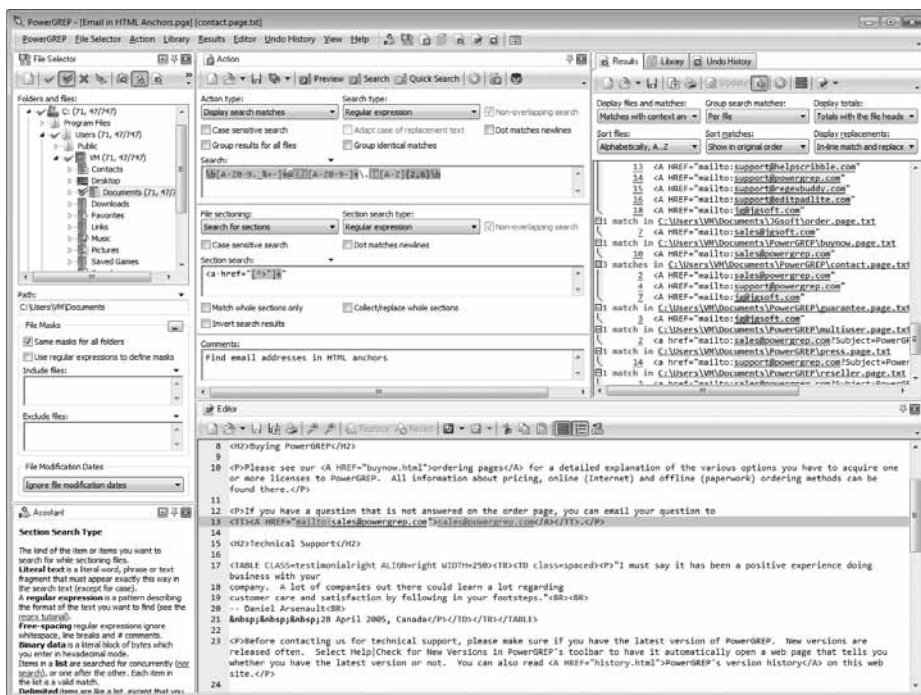 PowerGREP - [Email in HTML Anchors.pga] [contact.page.txt]
PowerGREP File Selector Action Library Results Editor Undo History View Help
File Selector
Folders and files:
C: (71, 47/747)
Program Files
Users (71, 47/747)
Public
VM (71, 47/747)
Contacts
Desktop
Documents (71, 47/7
Downloads
Favorites
Links
Music
Pictures
Saved Games
Path:
C:\Users\VM\Documents
File Masks
Same masks for all folders
Use regular expressions to define masks
Include files:
Exclude files:
File Modification Dates
Ignore file modification dates
Assistant
Section Search Type
The kind of the item or items you want to
search for while sectioning files.
Literal text is a literal word, phrase or text
fragment that must appear exactly this way in
the search text (except for case).
A regular expression is a pattern describing
the format of the text you want to find (see the
regex tutorial).
Free-spacing regular expressions ignore
whitespace, line breaks and # comments.
Binary data is a literal block of bytes which
you enter in hexadecimal mode.
Items in a list are searched for concurrently (nor
search), or one after the other. Each item in
the list is a valid match.
Delimited items are like a list, except that you
Action
Preview Search Quick Search
Action type: Search type:
Display search matches Regular expression Non-overlapping search
Case sensitive search Adapt case of replacement text Dot matches newlines
Group results for all files Group identical matches
Search:
\b[A-Z0-9._%+-]+@(?:[A-Z0-9-]+\.)+[A-Z]{2,6}\b
File sectioning: Section search type:
Search for sections Regular expression Non-overlapping search
Case sensitive search Dot matches newlines
Section search:
<a·href="[^>"]+"
Match whole sections only Collect/replace whole sections
Invert search results
Comments:
Find email addresses in HTML anchors
Results Library Undo History
Update
Display files and matches: Group search matches: Display totals:
Matches with context an Per file Totals with the file heade
Sort files: Sort matches: Display replacements:
Alphabetically, A...Z Show in original order In-line match and replace
13 <A HREF="mailto:support@helpscribble.com"
14 <A HREF="mailto:support@powergrep.com"
15 <A HREF="mailto:support@regexbuddy.com"
16 <A HREF="mailto:support@editpadlite.com"
18 <A HREF="mailto:jg@jgsoft.com"
1 match in C:\Users\VM\Documents\JGsoft\order.page.txt
7 <A HREF="mailto:sales@jgsoft.com"
1 match in C:\Users\VM\Documents\PowerGREP\buynow.page.txt
10 <A HREF="mailto:sales@powergrep.com"
3 matches in C:\Users\VM\Documents\PowerGREP\contact.page.txt
2 <A HREF="mailto:sales@powergrep.com"
4 <A HREF="mailto:support@powergrep.com"
7 <A HREF="mailto:jg@jgsoft.com"
1 match in C:\Users\VM\Documents\PowerGREP\guarantee.page.txt
3 <A HREF="mailto:jg@jgsoft.com"
1 match in C:\Users\VM\Documents\PowerGREP\multiuser.page.txt
2 <a href="mailto:sales@powergrep.com?Subject=PowerGF
1 match in C:\Users\VM\Documents\PowerGREP\press.page.txt
14 <a href="mailto:support@powergrep.com?Subject=Power
1 match in C:\Users\VM\Documents\PowerGREP\reseller.page.txt
Editor
Replace Revert
8 <H2>Buying PowerGREP</H2>
9
10 <P>Please see our <A HREF="buynow.html">ordering pages</A> for a detailed explanation of the various options you have to acquire one
or more licenses to PowerGREP. All information about pricing, online (Internet) and offline (paperwork) ordering methods can be
found there.</P>
11
12 <P>If you have a question that is not answered on the order page, you can email your question to
13 <TT><A HREF="mailto:sales@powergrep.com">sales@powergrep.com</A></TT>.</P>
14
15 <H2>Technical Support</H2>
16
17 <TABLE CLASS=testimonialright ALIGN=right WIDTH=250><TR><TD class=spaced><P>"I must say it has been a positive experience doing
business with your
18 company. A lot of companies out there could learn a lot regarding
19 customer care and satisfaction by following in your footsteps."<BR><BR>
20 -- Daniel Arsenault<BR>
21 &nbsp;&nbsp;&nbsp;28 April 2005, Canada</P></TD></TR></TABLE>
22
23 <P>Before contacting us for technical support, please make sure if you have the latest version of PowerGREP. New versions are
released often. Select Help|Check for New Versions in PowerGREP's toolbar to have it automatically open a web page that tells you
whether you have the latest version or not. You can also read <A HREF="history.html">PowerGREP's version history</A> on this web
site.</P>
24